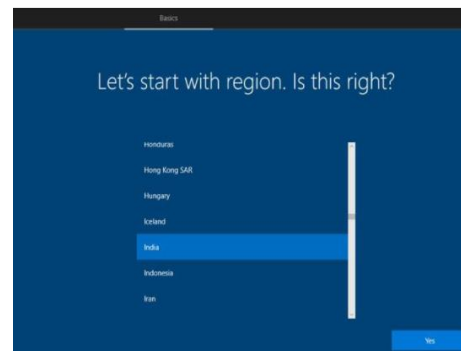 Basics
Let's start with region. Is this right?
Honduras
Hong Kong SAR
Hungary
Iceland
India
Indonesia
Iran
Yes